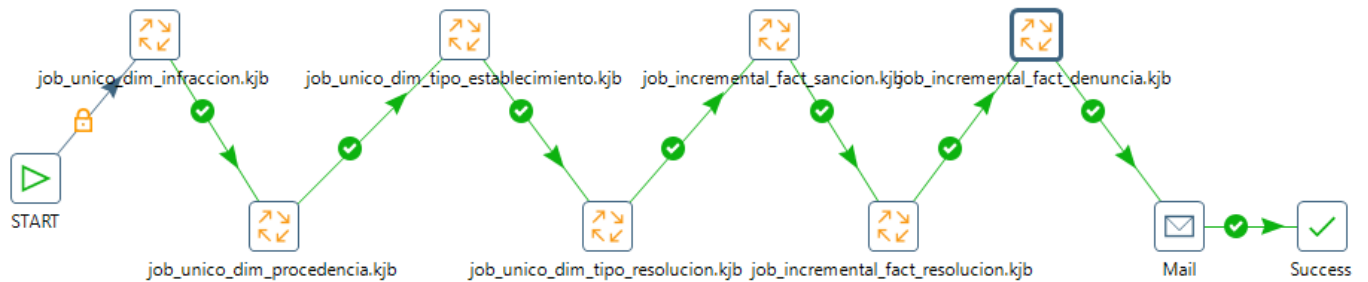 job_unico_dim_infraccion.kjb
job_unico_dim_tipo_establecimiento.kjb
job_incremental_fact_sancion.kjb
job_incremental_fact_denuncia.kjb
START
job_unico_dim_procedencia.kjb
job_unico_dim_tipo_resolucion.kjb
job_incremental_fact_resolucion.kjb
Mail
Success